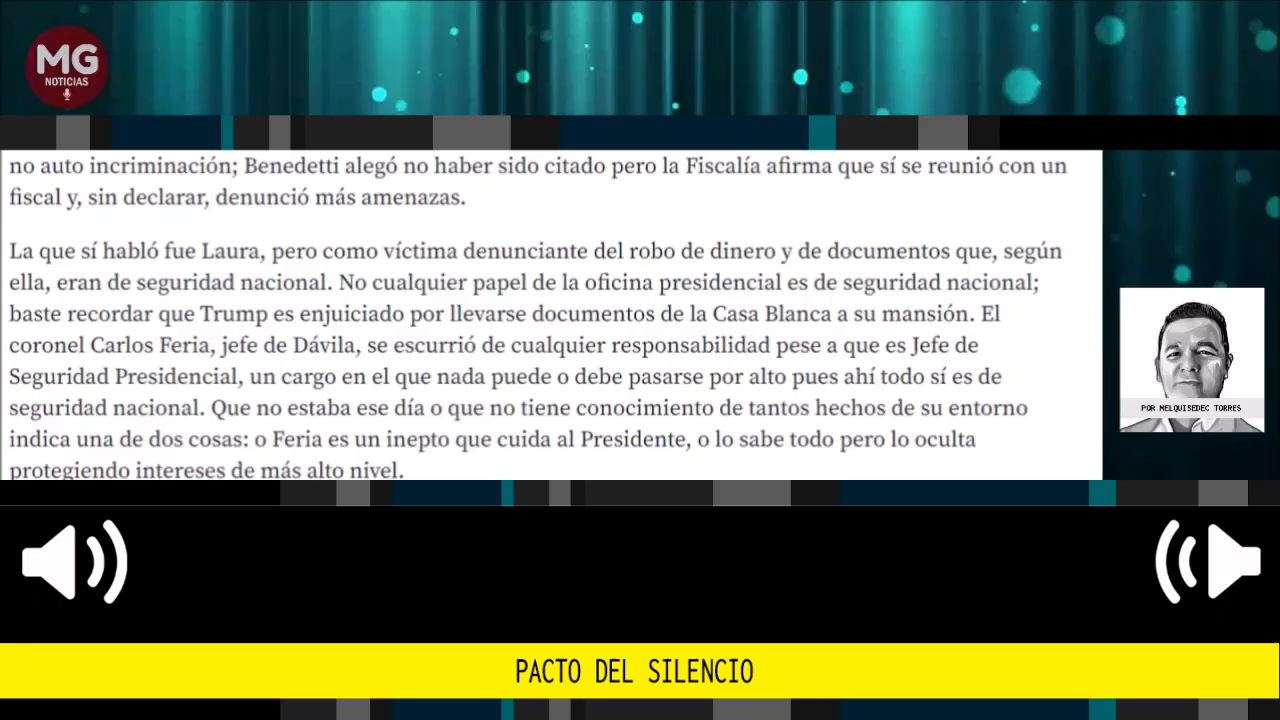 MG
NOTICIAS
no auto incriminación; Benedetti alegó no haber sido citado pero la Fiscalía afirma que sí se reunió con un
fiscal y, sin declarar, denunció más amenazas.
La que sí habló fue Laura, pero como víctima denunciante del robo de dinero y de documentos que, según
ella, eran de seguridad nacional. No cualquier papel de la oficina presidencial es de seguridad nacional;
baste recordar que Trump es enjuiciado por llevarse documentos de la Casa Blanca a su mansión. El
coronel Carlos Feria, jefe de Dávila, se escurrió de cualquier responsabilidad pese a que es Jefe de
Seguridad Presidencial, un cargo en el que nada puede o debe pasarse por alto pues ahí todo sí es de
seguridad nacional. Que no estaba ese día o que no tiene conocimiento de tantos hechos de su entorno
indica una de dos cosas: o Feria es un inepto que cuida al Presidente, o lo sabe todo pero lo oculta
protegiendo intereses de más alto nivel.
POR NELQUISEDEC TORRES
PACTO DEL SILENCIO